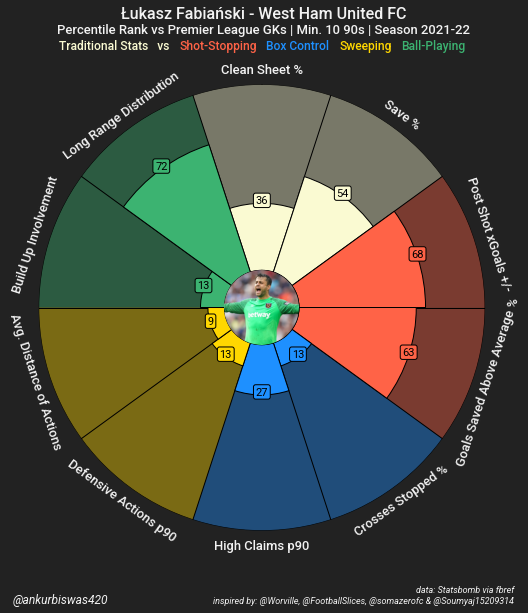 Łukasz Fabiański - West Ham United FC
Percentile Rank vs Premier League GKs | Min. 10 90s | Season 2021-22
Traditional Stats vs Shot-Stopping Box Control Sweeping Ball-Playing
Clean Sheet %
Save %
Post Shot xGoals +/-
Goals Saved Above Average %
Crosses Stopped %
High Claims p90
Defensive Actions p90
Avg. Distance of Actions
Build Up Involvement
Long Range Distribution
36
54
68
63
13
27
13
9
13
72
betway
@ankurbiswas420
data: Statsbomb via fbref
inspired by: @Worville, @FootballSlices, @somazerofc & @Soumyaj15209314